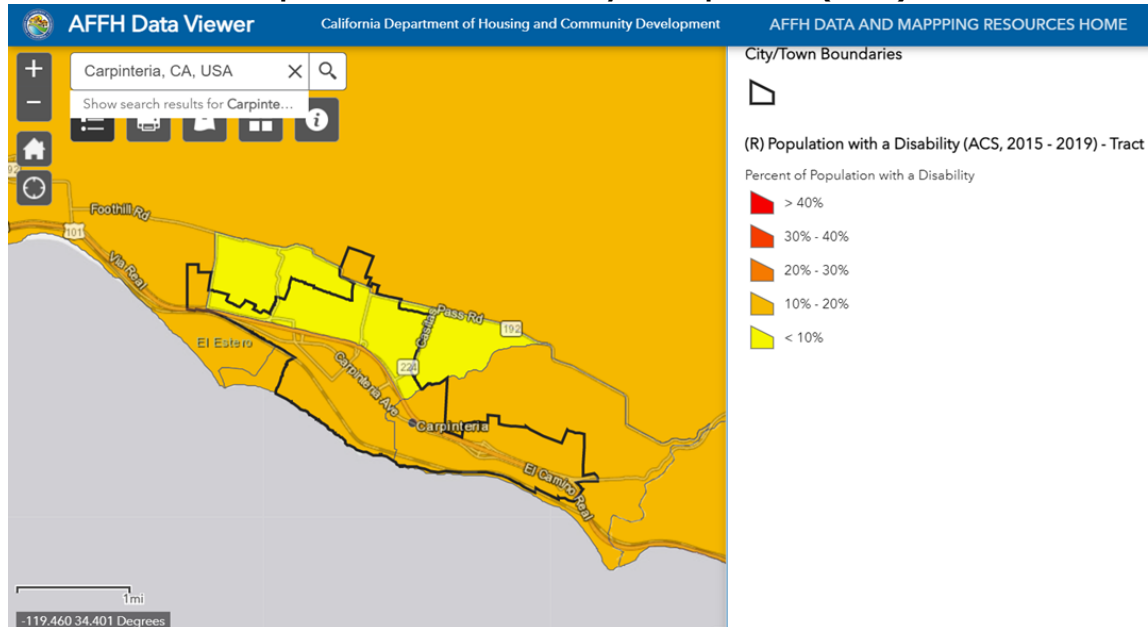 AFFH Data Viewer
California Department of Housing and Community Development
AFFH DATA AND MAPPPING RESOURCES HOME
+
Carpinteria, CA, USA
Show search results for Carpinte...
−
192
Foothill Rd
101
Via Real
El Estero
Pass Rd
Casitas
192
224
Carpinteria Ave
Carpinteria
El Camino Real
1mi
-119.460 34.401 Degrees
City/Town Boundaries
(R) Population with a Disability (ACS, 2015 - 2019) - Tract
Percent of Population with a Disability
> 40%
30% - 40%
20% - 30%
10% - 20%
< 10%